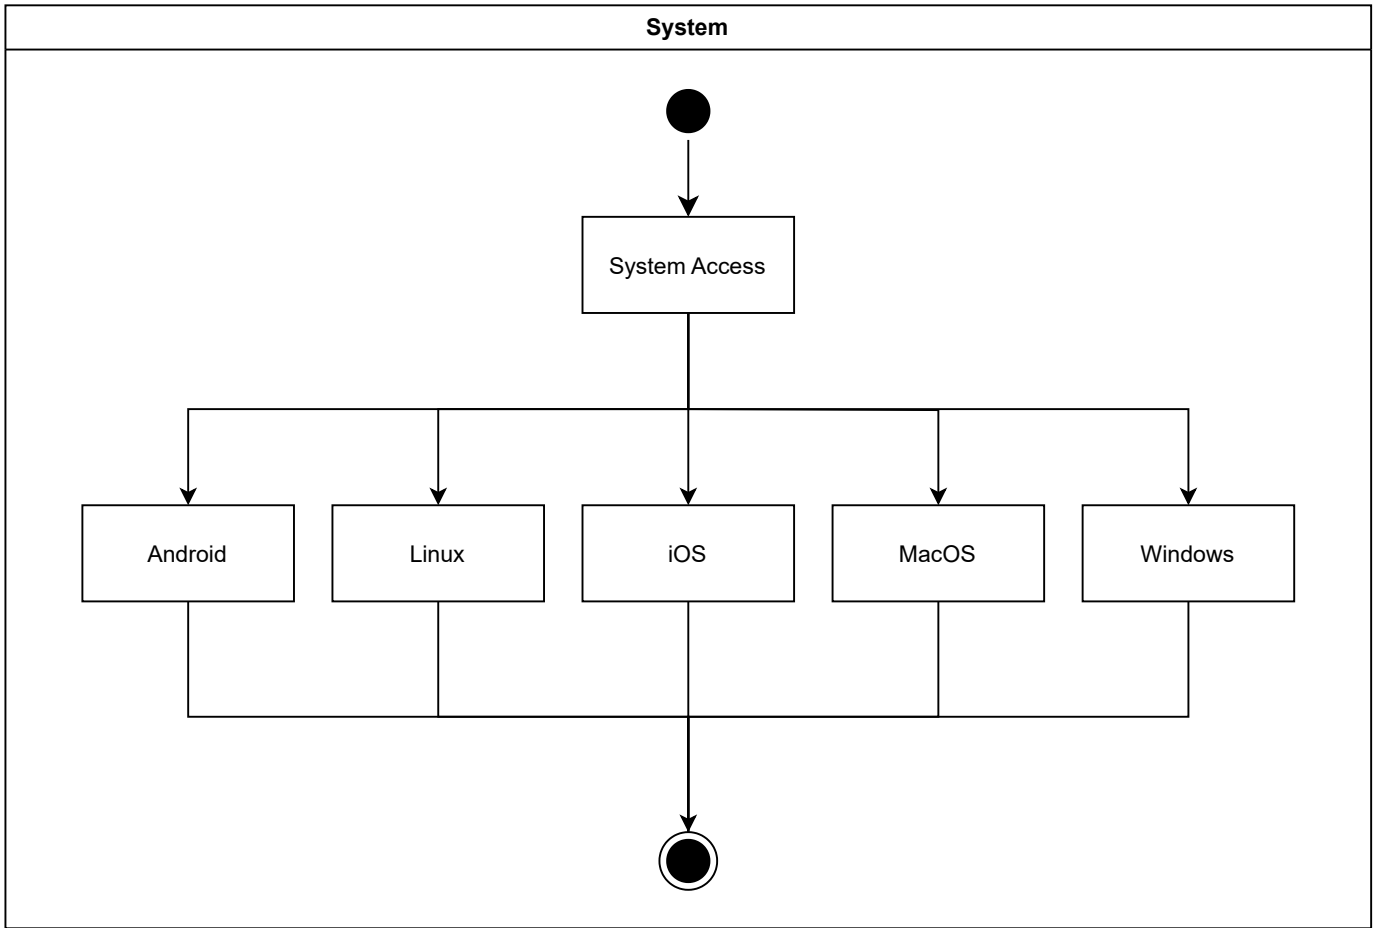 System
System Access
Android
Linux
iOS
MacOS
Windows